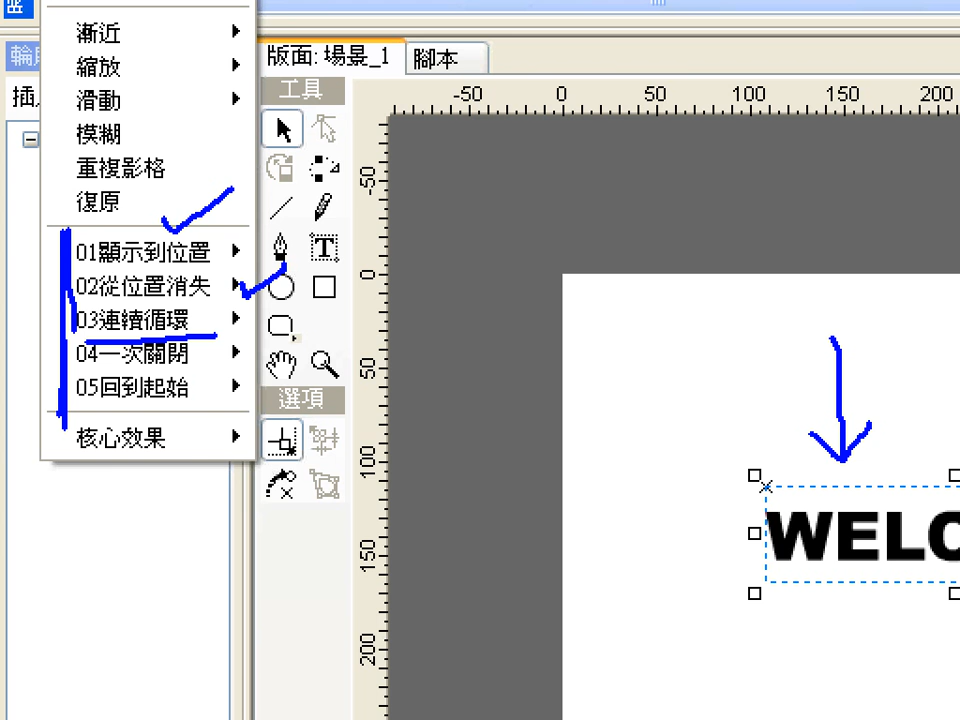 漸近
縮放
滑動
模糊
重複影格
復原
01顯示到位置
02從位置消失
03連續循環
04一次關閉
05回到起始
核心效果
插
版面: 場景_1
腳本
工具
選項
-50 0 50 100 150 200
-50
0
50
100
150
200
WELC